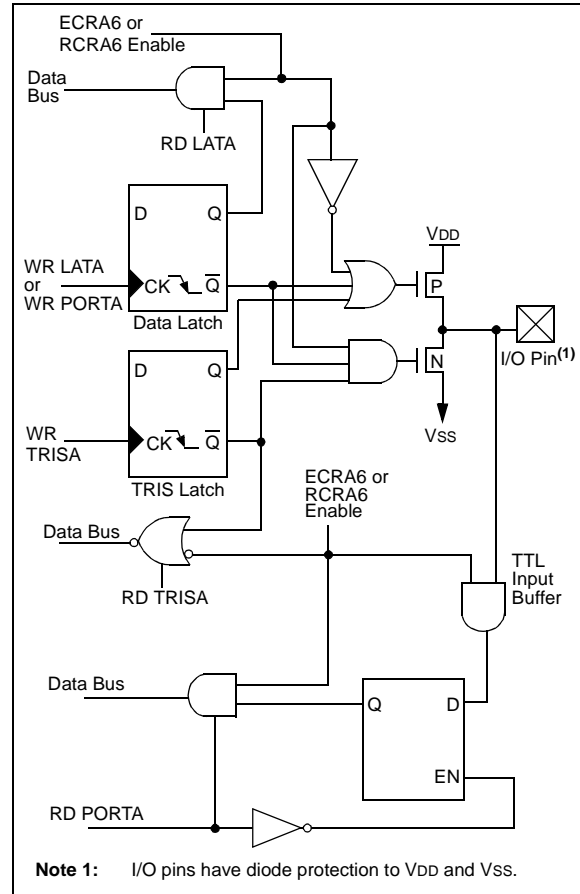 ECRA6 or
RCRA6 Enable
Data
Bus
RD LATA
D Q
VDD
WR LATA
or
WR PORTA
CK Q
P
Data Latch
I/O Pin(1)
D Q
N
WR
TRISA
CK Q
VSS
TRIS Latch
ECRA6 or
RCRA6
Enable
Data Bus
RD TRISA
TTL
Input
Buffer
Data Bus
Q D
EN
RD PORTA
Note 1: I/O pins have diode protection to VDD and VSS.